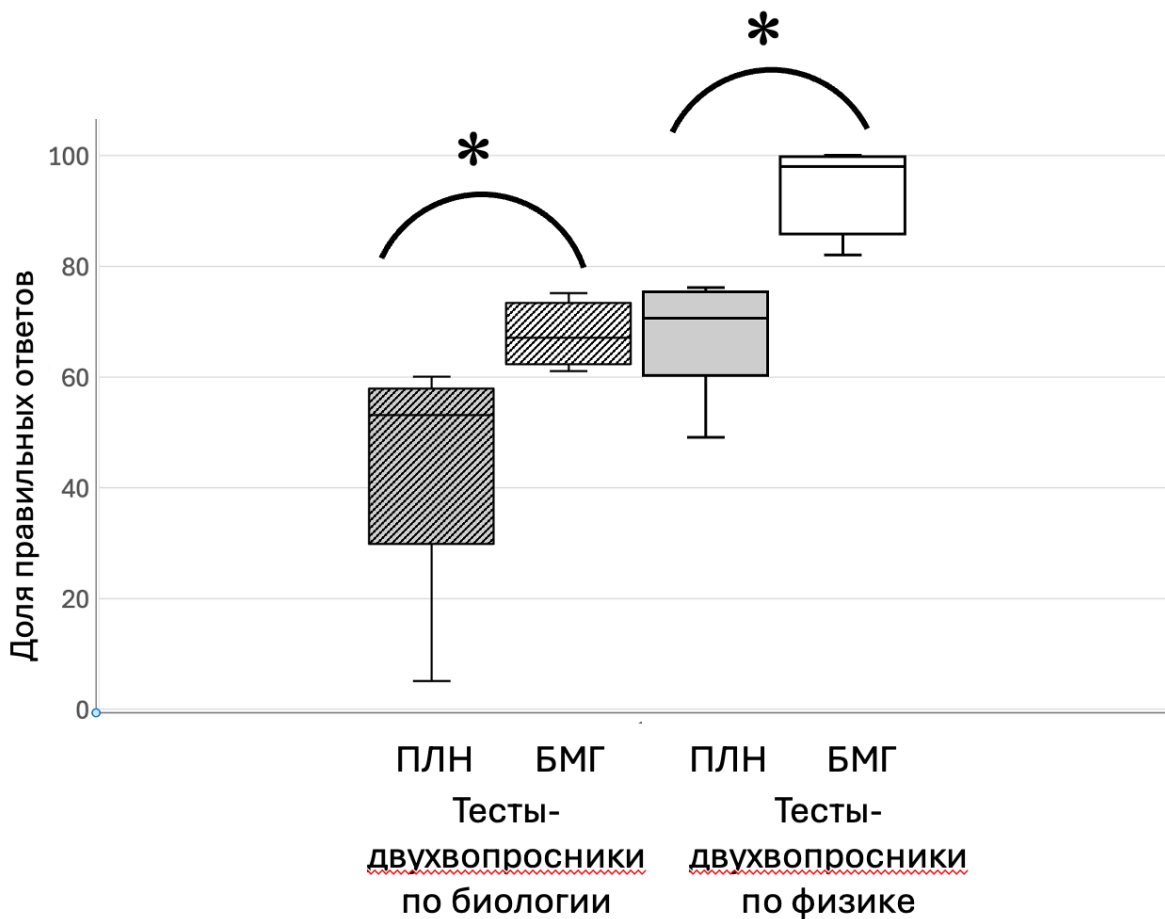 *
*
100
80
60
40
20
0
Доля правильных ответов
ПЛН БМГ ПЛН БМГ
Тесты- Тесты-
двухвопросники двухвопросники
по биологии по физике